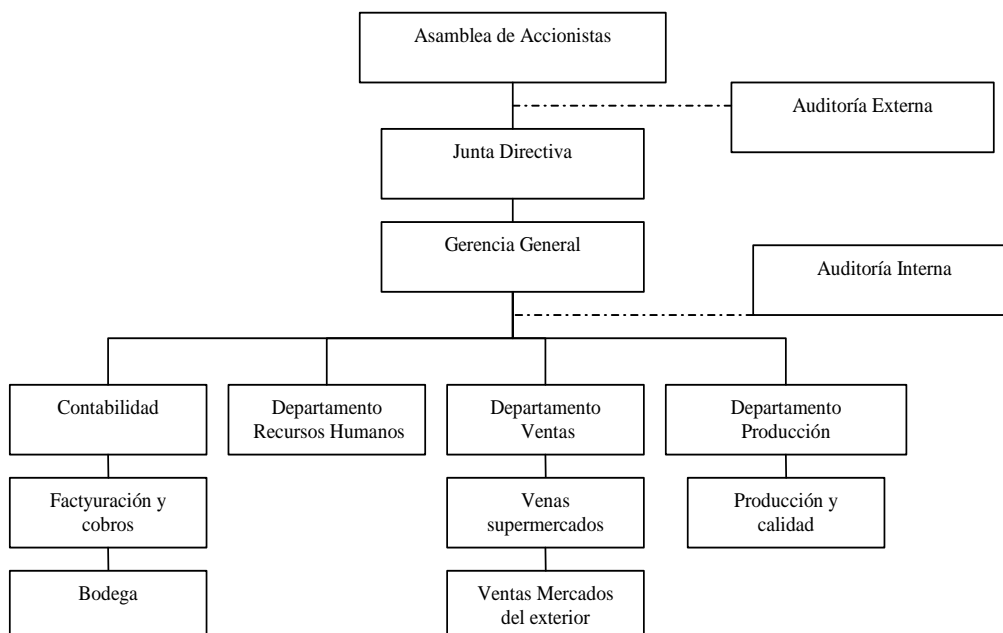 Asamblea de Accionistas
Auditoría Externa
Junta Directiva
Gerencia General
Auditoría Interna
Contabilidad
Departamento
Recursos Humanos
Departamento
Ventas
Departamento
Producción
Factyuración y
cobros
Venas
supermercados
Producción y
calidad
Bodega
Ventas Mercados
del exterior